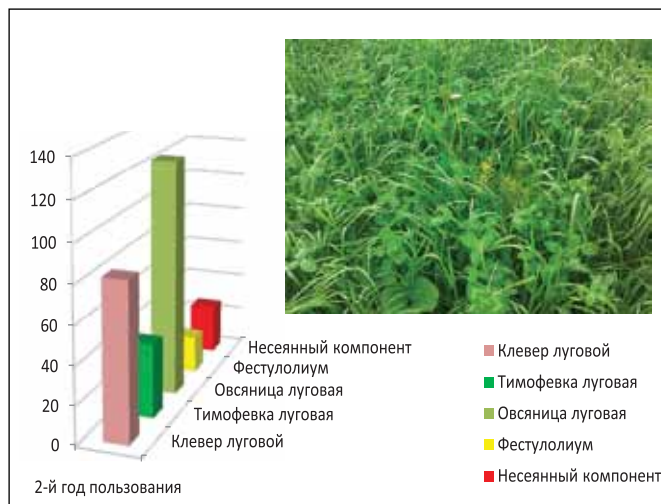 140
120
100
80
60
40
20
0
Несеянный компонент
Фестулолиум
Овсяница луговая
Тимофевка луговая
Клевер луговой
2-й год пользования
Клевер луговой
Тимофевка луговая
Овсяница луговая
Фестулолиум
Несеянный компонент